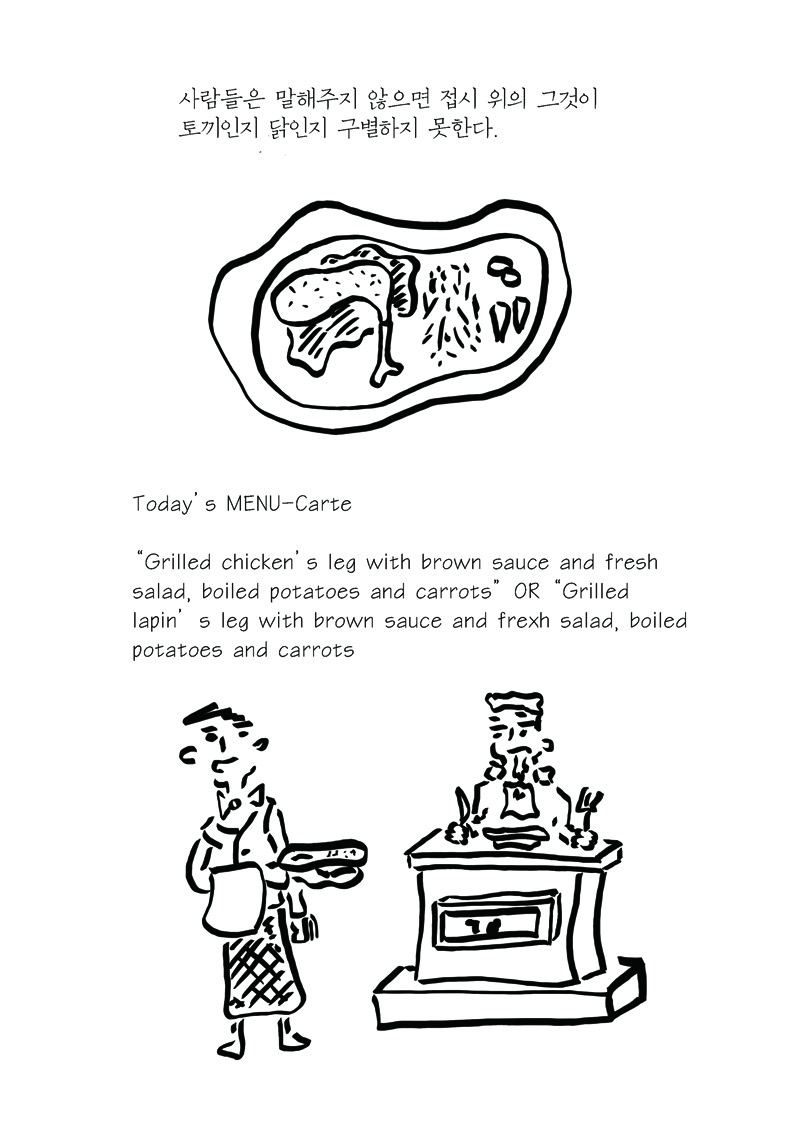 사람들은 말해주지 않으면 접시 위의 그것이
토끼인지 닭인지 구별하지 못한다.
Today's MENU-Carte
“Grilled chicken's leg with brown sauce and fresh
salad, boiled potatoes and carrots” OR “Grilled
lapin' s leg with brown sauce and frexh salad, boiled
potatoes and carrots